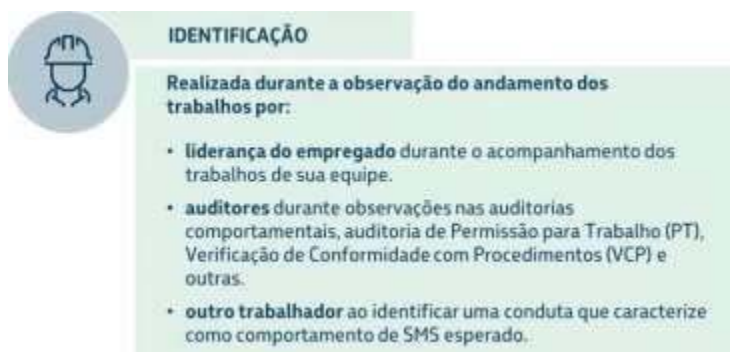 IDENTIFICAÇÃO
Realizada durante a observação do andamento dos
trabalhos por:
• liderança do empregado durante o acompanhamento dos
trabalhos de sua equipe.
• auditores durante observações nas auditorias
comportamentais, auditoria de Permissão para Trabalho (PT),
Verificação de Conformidade com Procedimentos (VCP) e
outras.
• outro trabalhador ao identificar uma conduta que caracterize
como comportamento de SMS esperado.